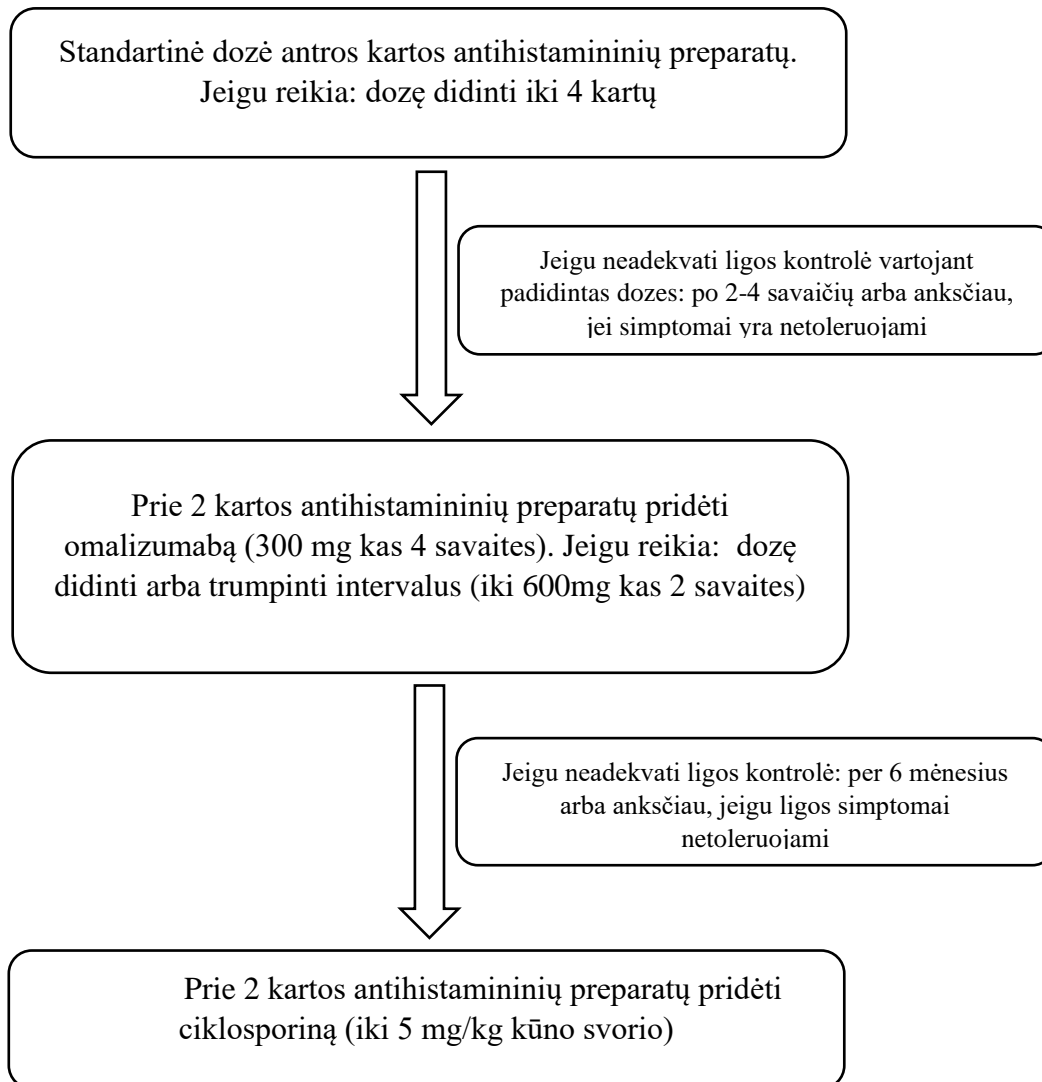 Standartinė dozė antros kartos antihistamininių preparatų.
Jeigu reikia: dozę didinti iki 4 kartų
Jeigu neadekvati ligos kontrolė vartojant
padidintas dozes: po 2-4 savaičių arba anksčiau,
jei simptomai yra netoleruojami
Prie 2 kartos antihistamininių preparatų pridėti
omalizumabą (300 mg kas 4 savaites). Jeigu reikia: dozę
didinti arba trumpinti intervalus (iki 600mg kas 2 savaites)
Jeigu neadekvati ligos kontrolė: per 6 mėnesius
arba anksčiau, jeigu ligos simptomai
netoleruojami
Prie 2 kartos antihistamininių preparatų pridėti
ciklosporiną (iki 5 mg/kg kūno svorio)